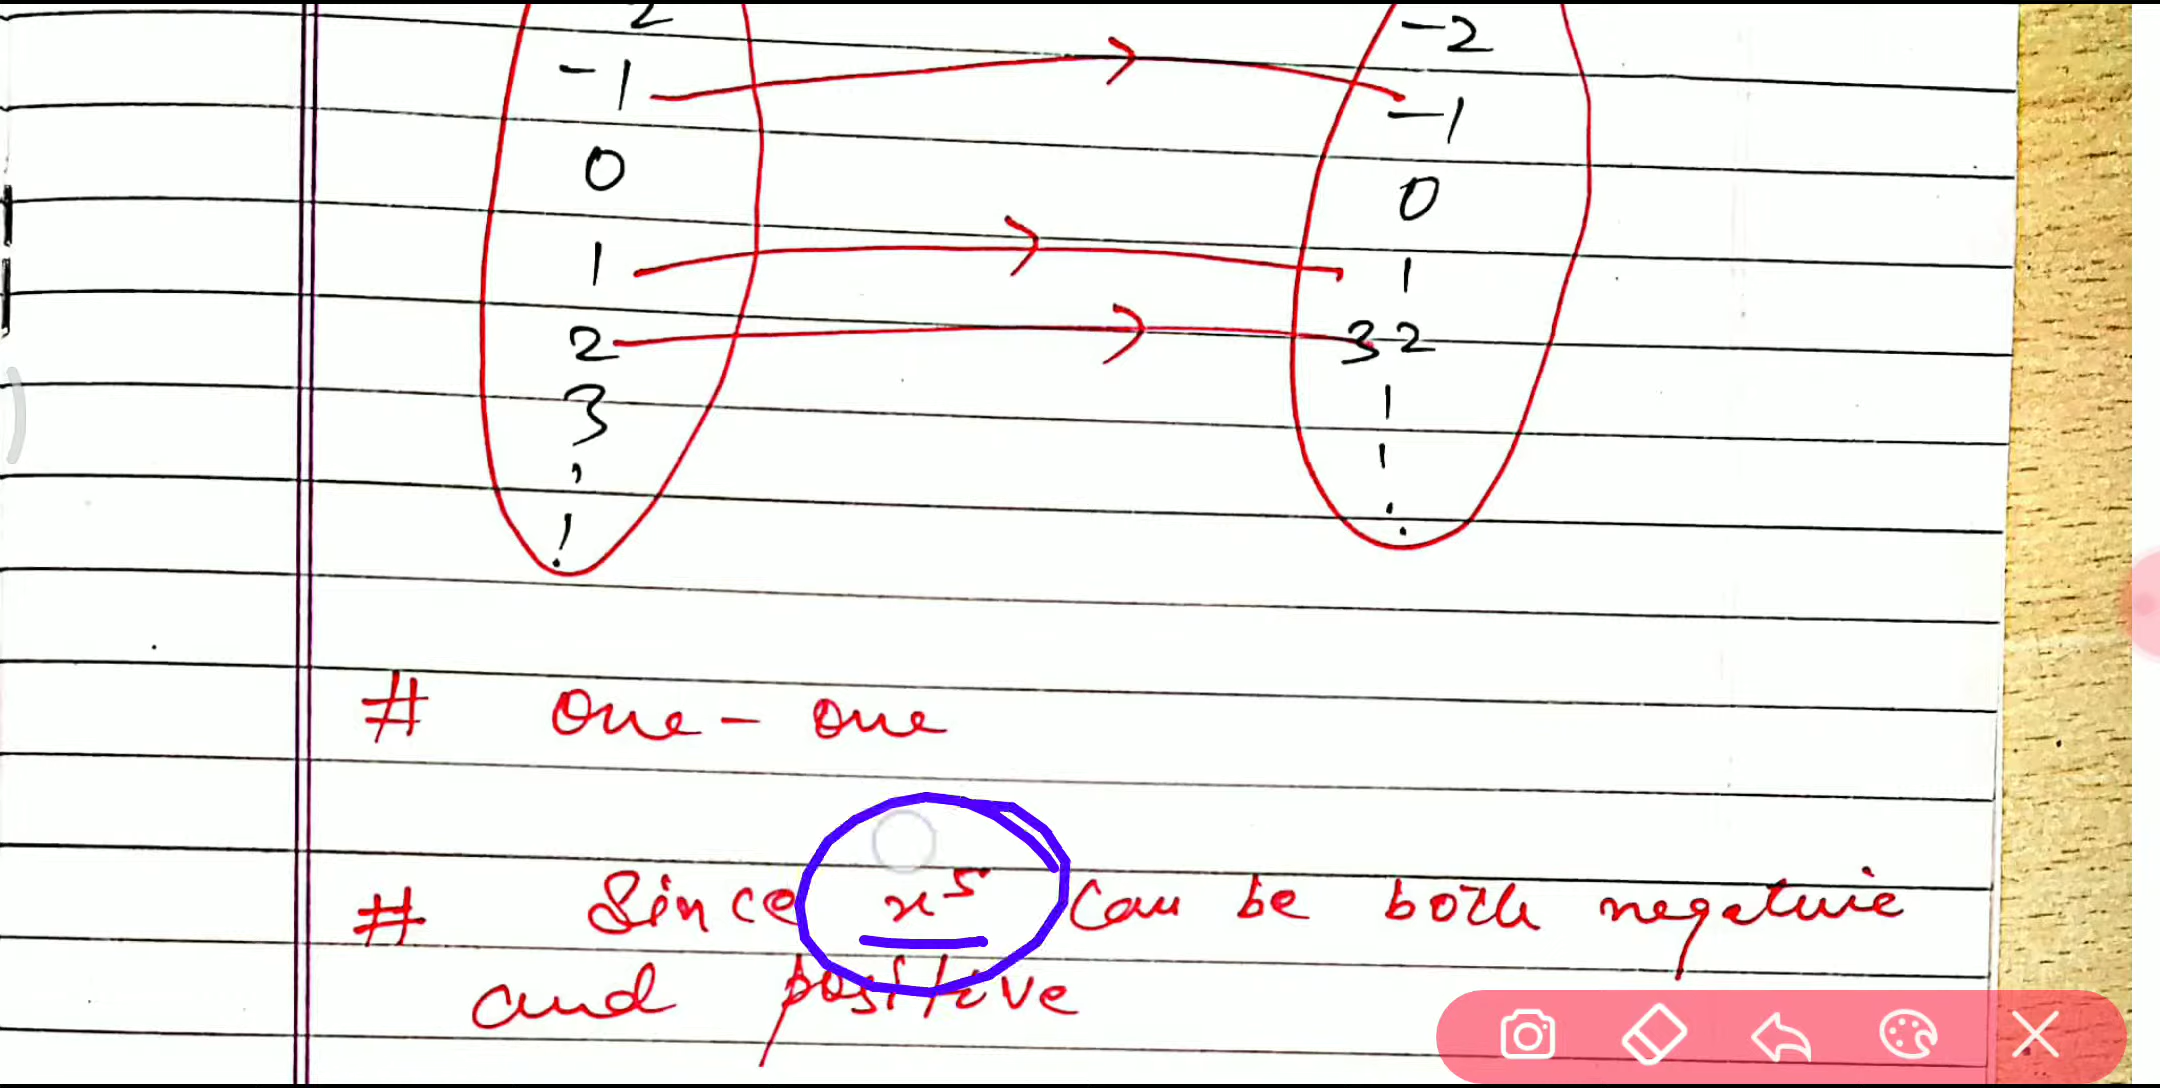 2 -2
-1 -1
0 0
1 1
2 32
3
# One-one
# Since x⁵ can be both negative
and positive